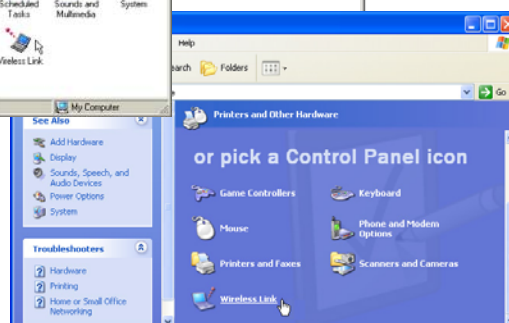 Scheduled Tasks
Sounds and Multimedia
System
Wireless Link
My Computer
Help
Folders
Go
See Also
Add Hardware
Display
Sounds, Speech, and
Audio Devices
Power Options
System
Troubleshooters
Hardware
Printing
Home or Small Office
Networking
Printers and Other Hardware
or pick a Control Panel icon
Game Controllers
Keyboard
Mouse
Phone and Modem
Options
Printers and Faxes
Scanners and Cameras
Wireless Link